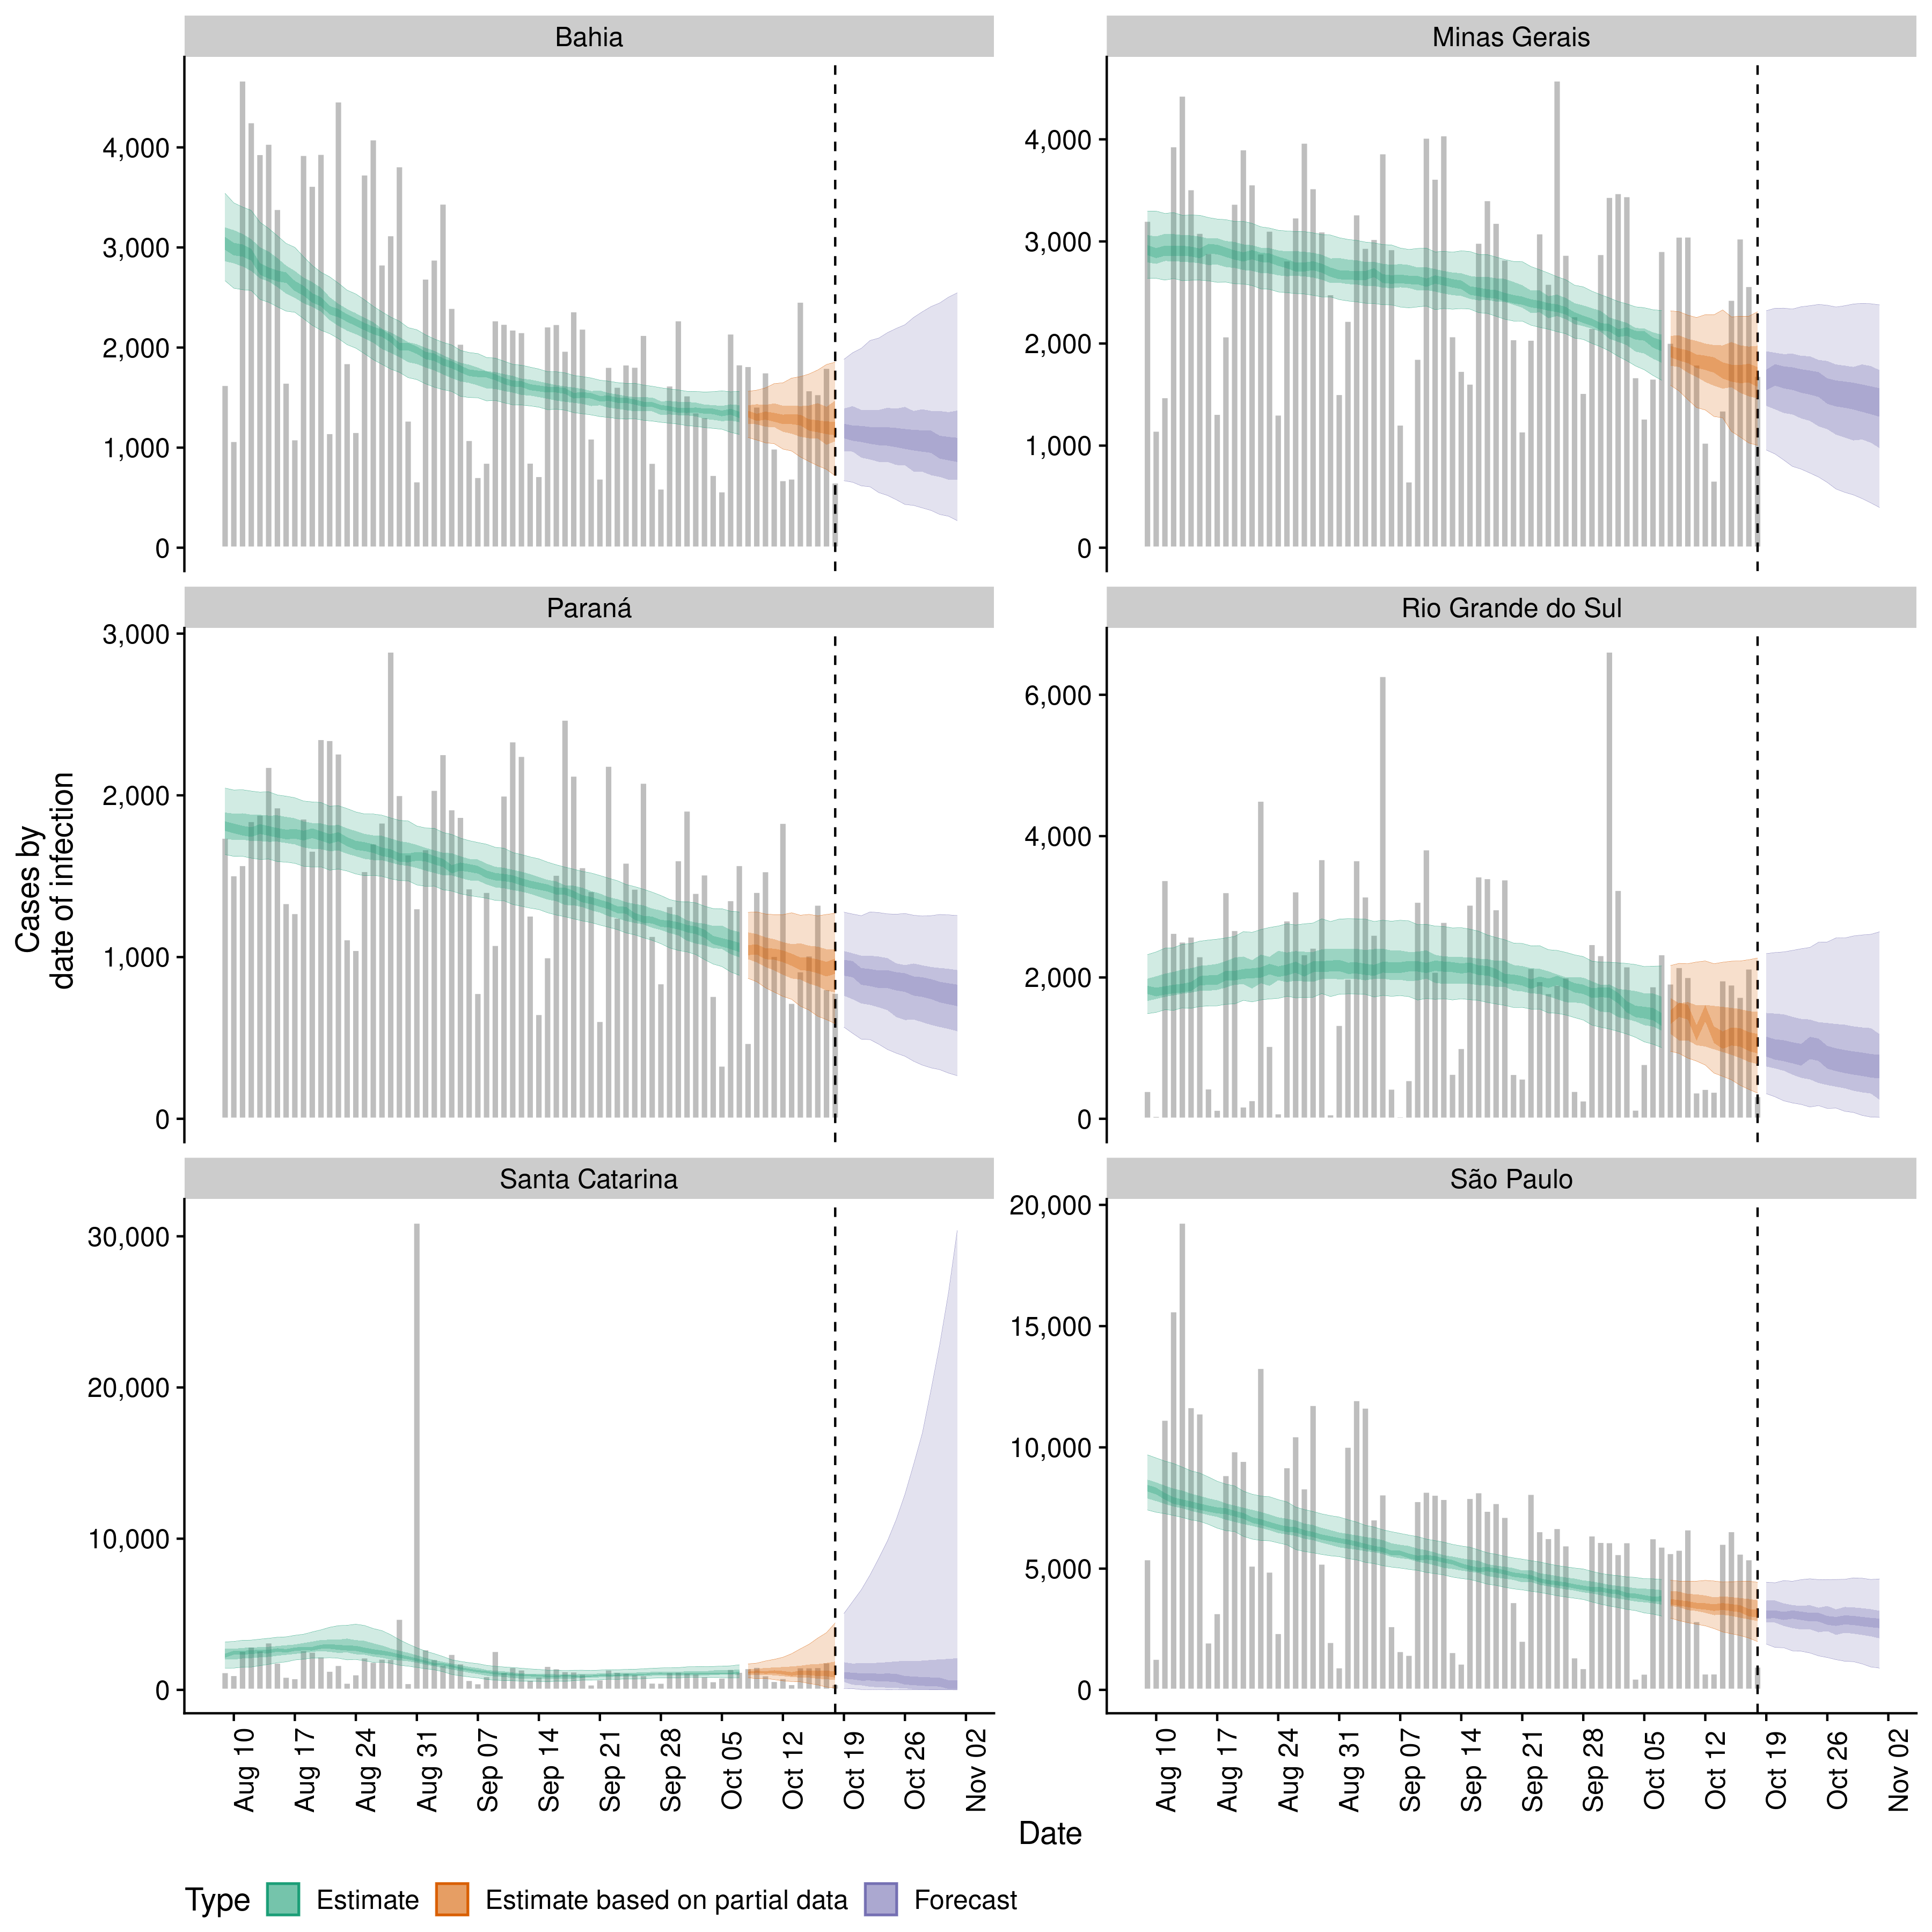 Bahia
Minas Gerais
4,000
3,000
2,000
1,000
0
4,000
3,000
2,000
1,000
0
Paraná
Rio Grande do Sul
3,000
2,000
1,000
0
6,000
4,000
2,000
0
Santa Catarina
São Paulo
30,000
20,000
10,000
0
20,000
15,000
10,000
5,000
0
Cases by
date of infection
Aug 10
Aug 17
Aug 24
Aug 31
Sep 07
Sep 14
Sep 21
Sep 28
Oct 05
Oct 12
Oct 19
Oct 26
Nov 02
Aug 10
Aug 17
Aug 24
Aug 31
Sep 07
Sep 14
Sep 21
Sep 28
Oct 05
Oct 12
Oct 19
Oct 26
Nov 02
Date
Type Estimate Estimate based on partial data Forecast